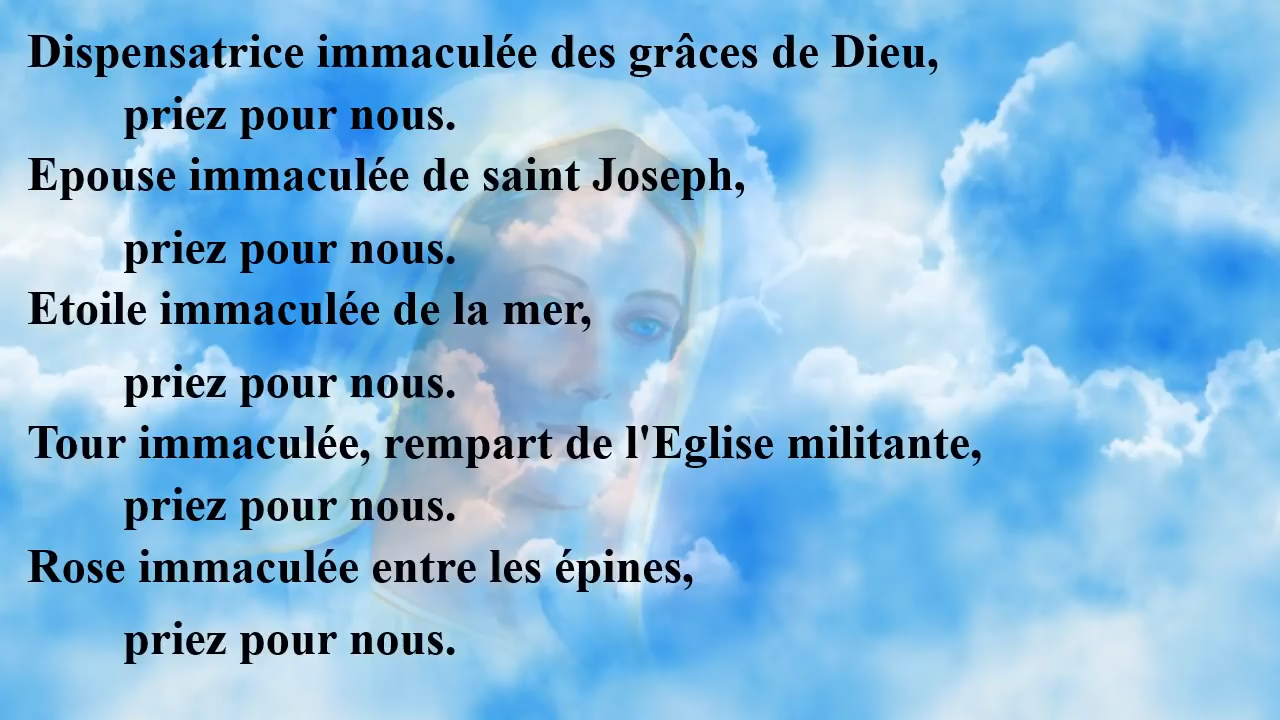 Dispensatrice immaculée des grâces de Dieu,
priez pour nous.
Epouse immaculée de saint Joseph,
priez pour nous.
Etoile immaculée de la mer,
priez pour nous.
Tour immaculée, rempart de l'Eglise militante,
priez pour nous.
Rose immaculée entre les épines,
priez pour nous.